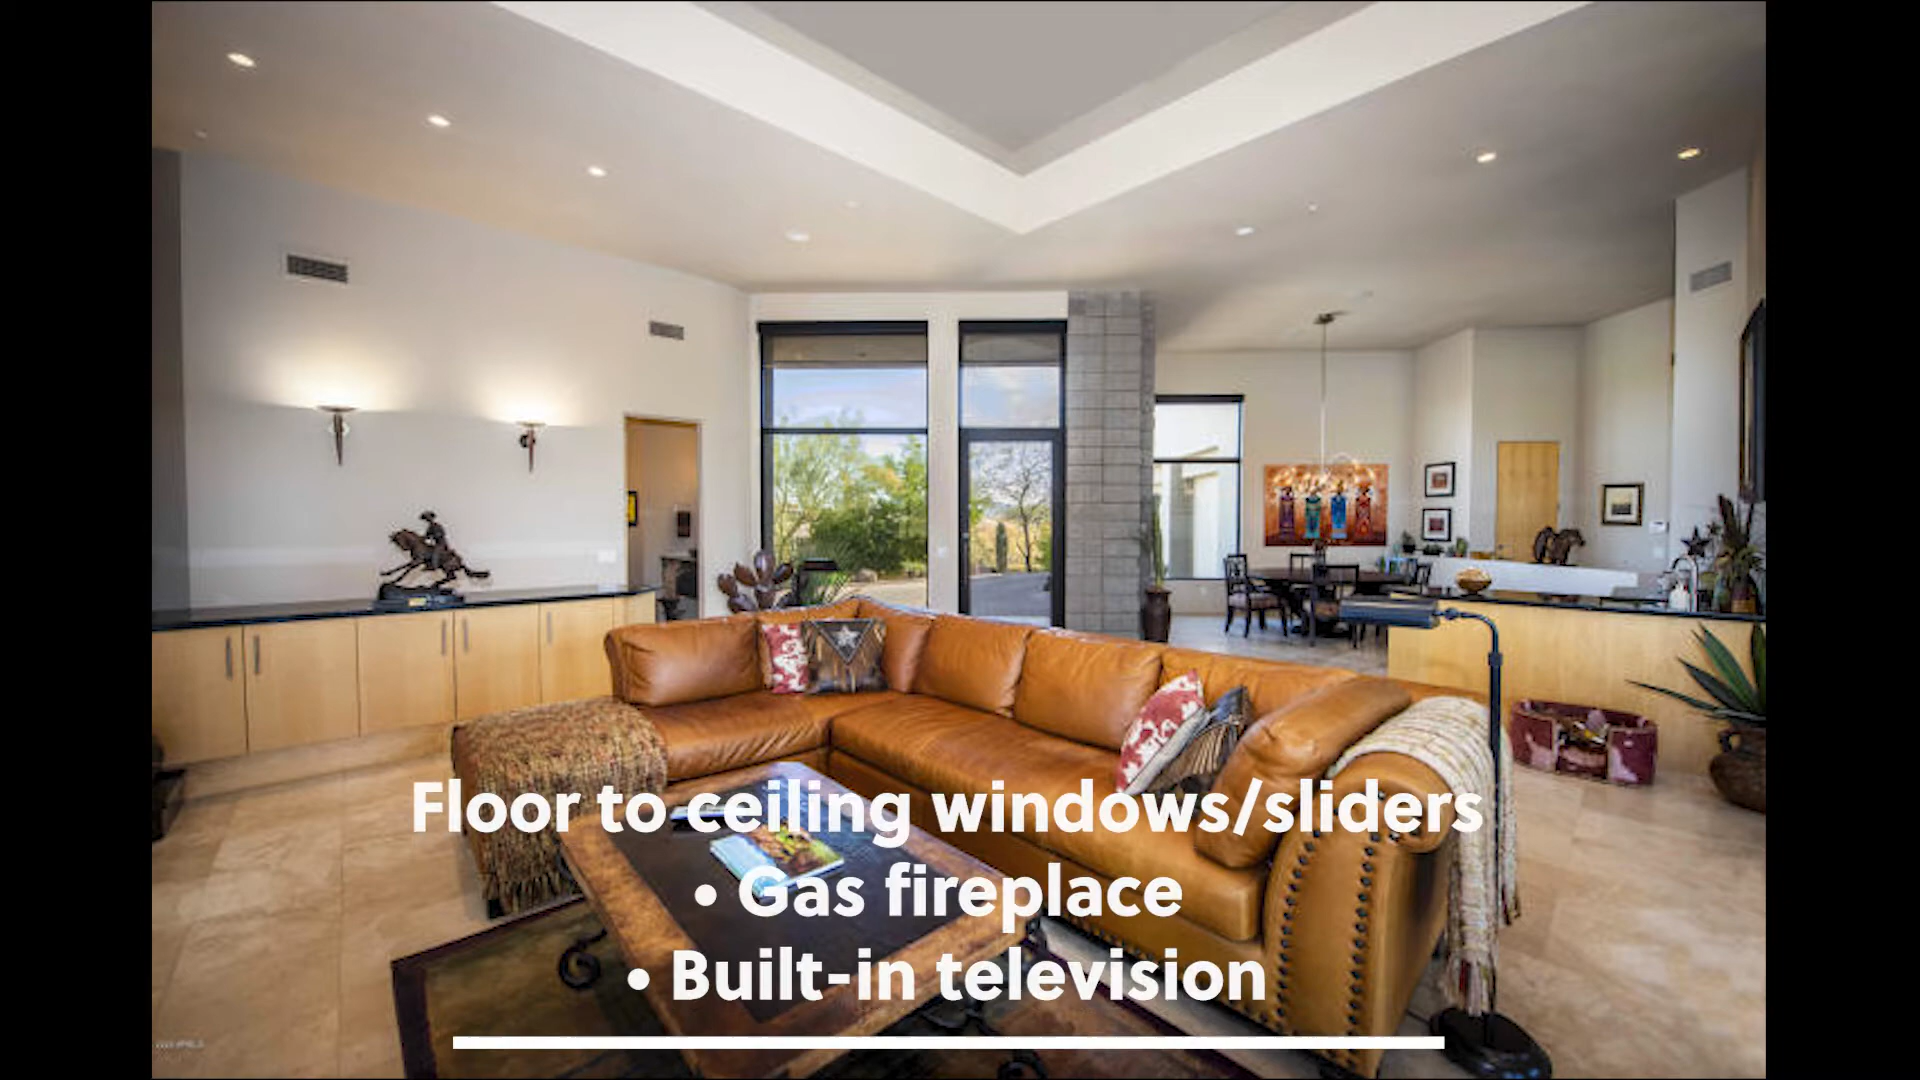 Floor to ceiling windows/sliders
• Gas fireplace
• Built-in television